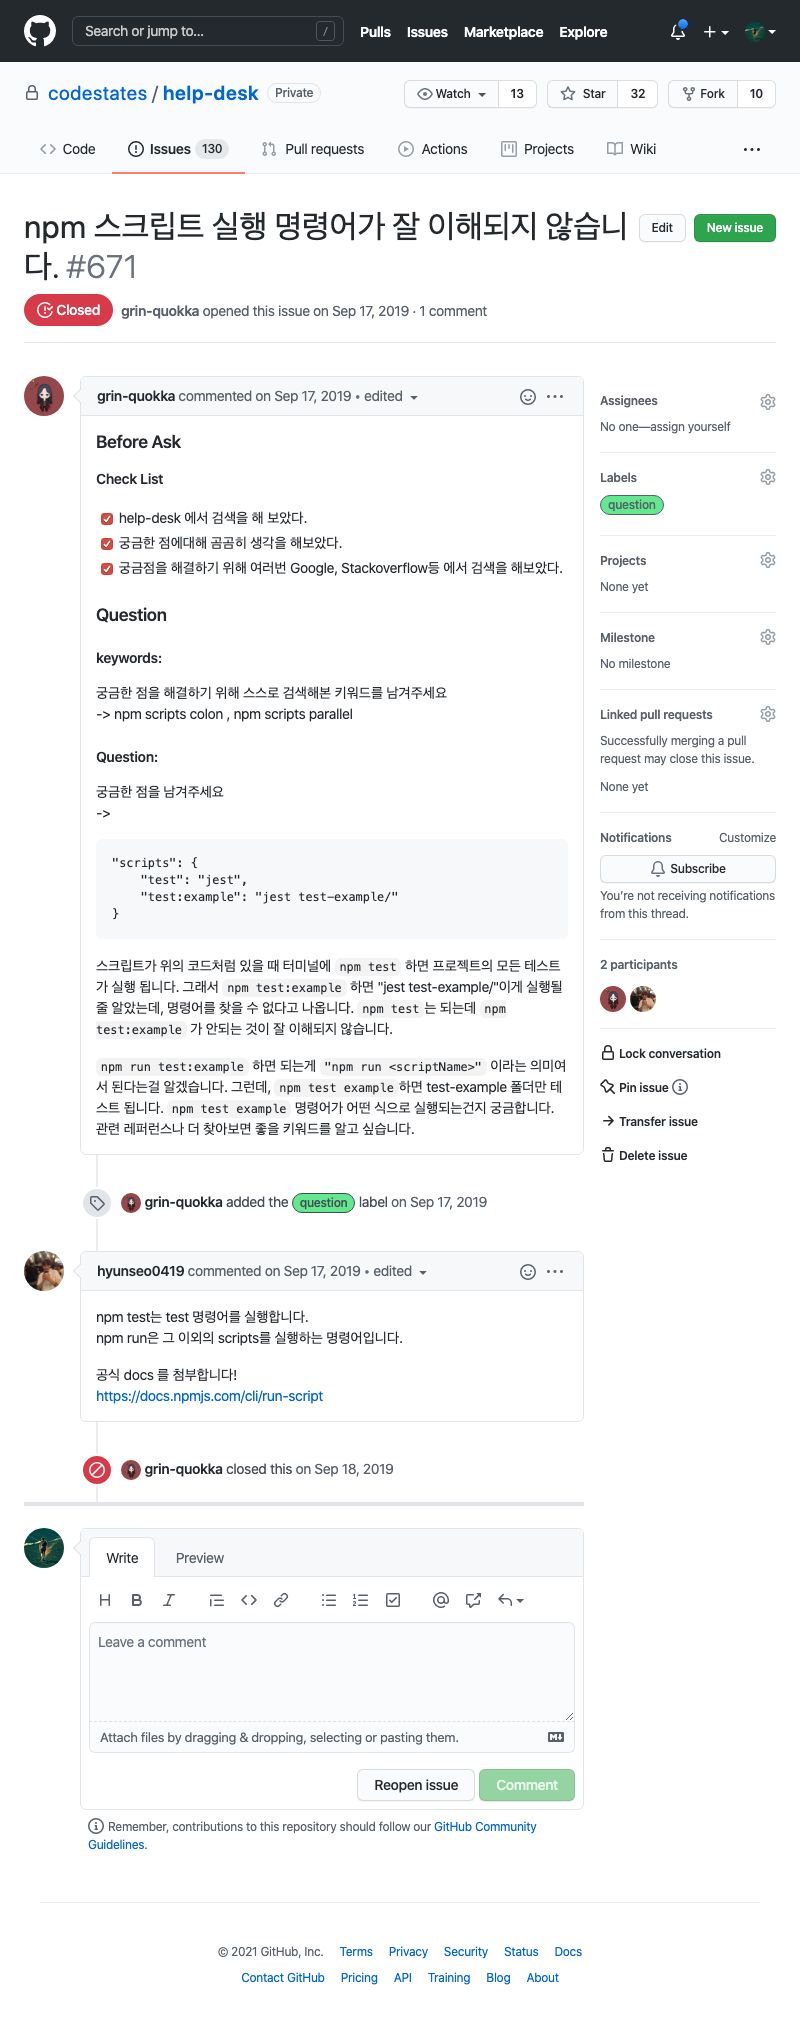 Search or jump to... /
Pulls Issues Marketplace Explore
codestates / help-desk Private
Watch 13 Star 32 Fork 10
Code Issues 130 Pull requests Actions Projects Wiki ...
npm 스크립트 실행 명령어가 잘 이해되지 않습니
다. #671
Edit New issue
Closed grin-quokka opened this issue on Sep 17, 2019 · 1 comment
grin-quokka commented on Sep 17, 2019 • edited
Before Ask
Check List
help-desk 에서 검색을 해 보았다.
궁금한 점에대해 곰곰히 생각을 해보았다.
궁금점을 해결하기 위해 여러번 Google, Stackoverflow등 에서 검색을 해보았다.
Question
keywords:
궁금한 점을 해결하기 위해 스스로 검색해본 키워드를 남겨주세요
-> npm scripts colon , npm scripts parallel
Question:
궁금한 점을 남겨주세요
->
"scripts": {
"test": "jest",
"test:example": "jest test-example/"
}
스크립트가 위의 코드처럼 있을 때 터미널에 npm test 하면 프로젝트의 모든 테스트
가 실행 됩니다. 그래서 npm test:example 하면 "jest test-example/"이게 실행될
줄 알았는데, 명령어를 찾을 수 없다고 나옵니다. npm test 는 되는데 npm
test:example 가 안되는 것이 잘 이해되지 않습니다.
npm run test:example 하면 되는게 "npm run <scriptName>" 이라는 의미여
서 된다는걸 알겠습니다. 그런데, npm test example 하면 test-example 폴더만 테
스트 됩니다. npm test example 명령어가 어떤 식으로 실행되는건지 궁금합니다.
관련 레퍼런스나 더 찾아보면 좋을 키워드를 알고 싶습니다.
grin-quokka added the question label on Sep 17, 2019
hyunseo0419 commented on Sep 17, 2019 • edited
npm test는 test 명령어를 실행합니다.
npm run은 그 이외의 scripts를 실행하는 명령어입니다.
공식 docs 를 첨부합니다!
https://docs.npmjs.com/cli/run-script
grin-quokka closed this on Sep 18, 2019
Write Preview
Leave a comment
Attach files by dragging & dropping, selecting or pasting them.
Reopen issue Comment
Remember, contributions to this repository should follow our GitHub Community
Guidelines.
Assignees
No one—assign yourself
Labels
question
Projects
None yet
Milestone
No milestone
Linked pull requests
Successfully merging a pull
request may close this issue.
None yet
Notifications Customize
Subscribe
You're not receiving notifications
from this thread.
2 participants
Lock conversation
Pin issue
Transfer issue
Delete issue
© 2021 GitHub, Inc. Terms Privacy Security Status Docs
Contact GitHub Pricing API Training Blog About